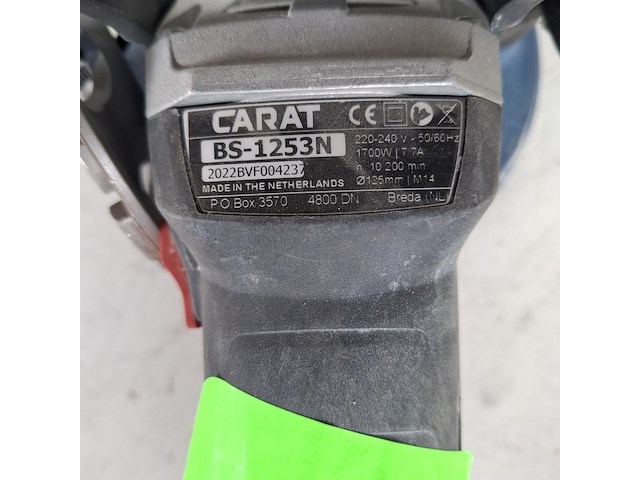 CARAT CE
BS-1253N
220-240 V - 50/60Hz
1700W | 7.7A
2022BVF004237
n 10.200 min
MADE IN THE NETHERLANDS
Ø125mm | M14
P.O.Box 3570 4800 DN Breda (NL)